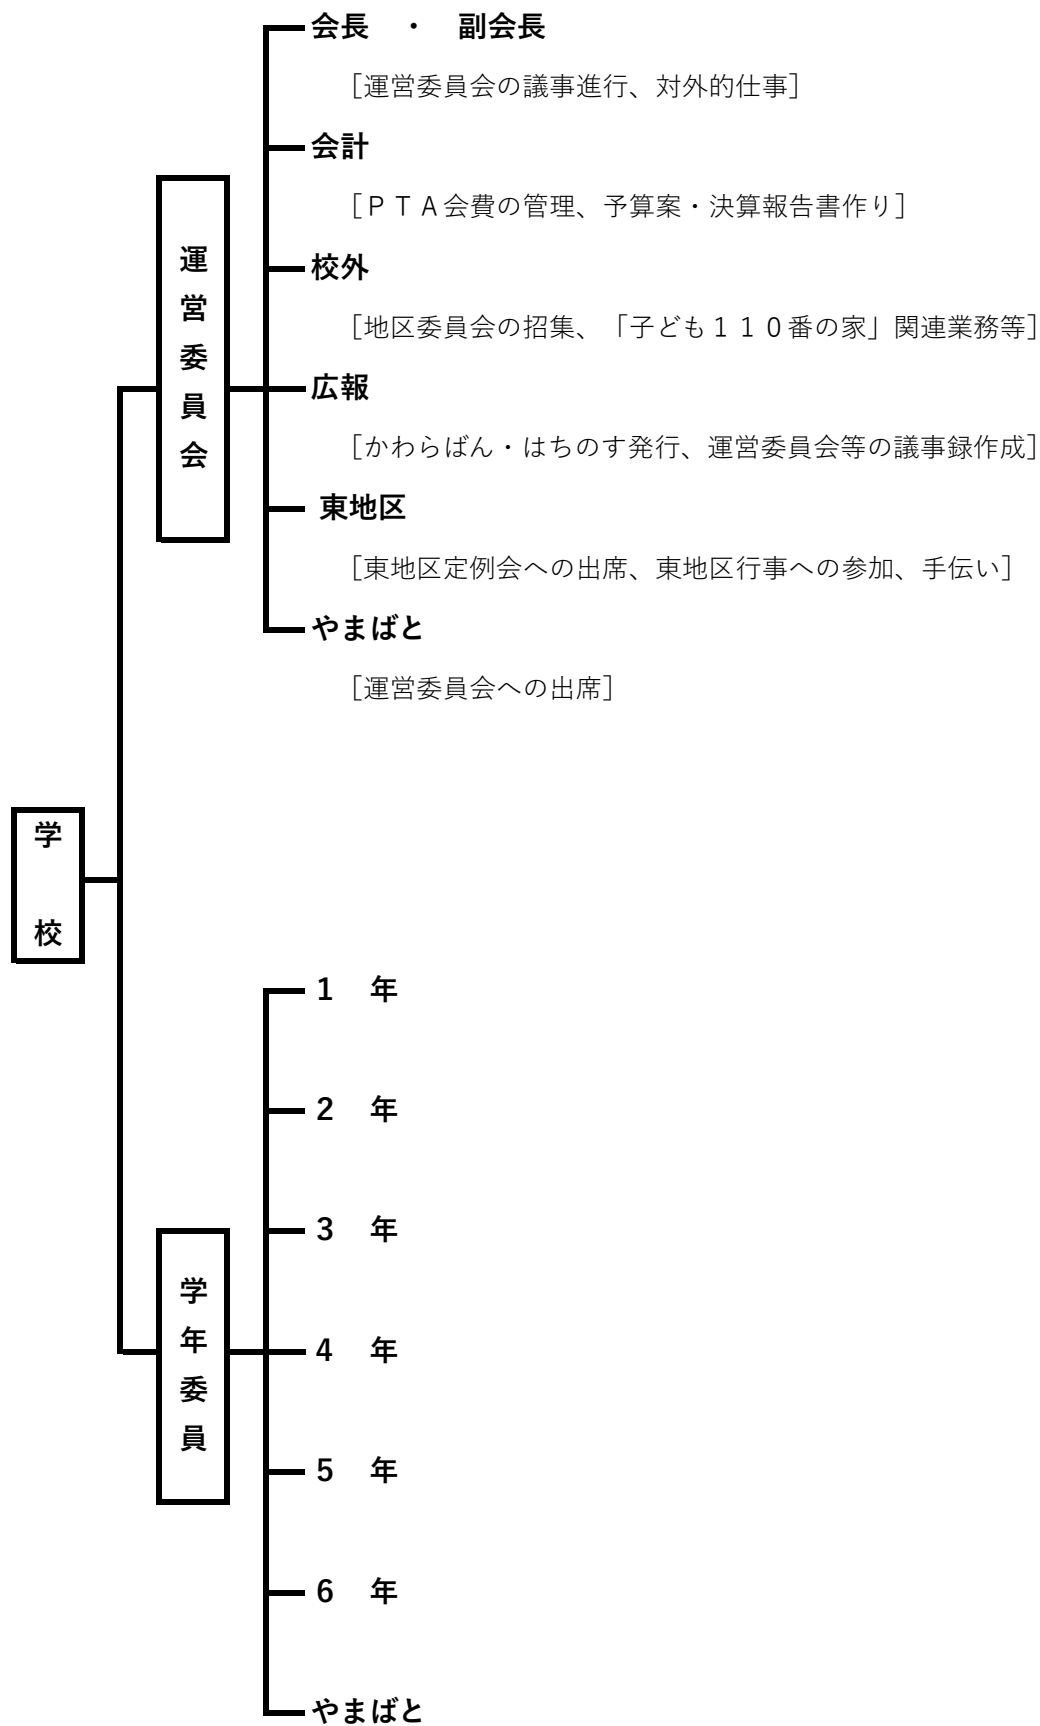 会長　・　副会長
［運営委員会の議事進行、対外的仕事］
会計
［ＰＴＡ会費の管理、予算案・決算報告書作り］
校外
［地区委員会の招集、「子ども１１０番の家」関連業務等］
広報
［かわらばん・はちのす発行、運営委員会等の議事録作成］
東地区
［東地区定例会への出席、東地区行事への参加、手伝い］
やまばと
［運営委員会への出席］
運営委員会
学校
1　年
2　年
3　年
4　年
5　年
6　年
やまばと
学年委員